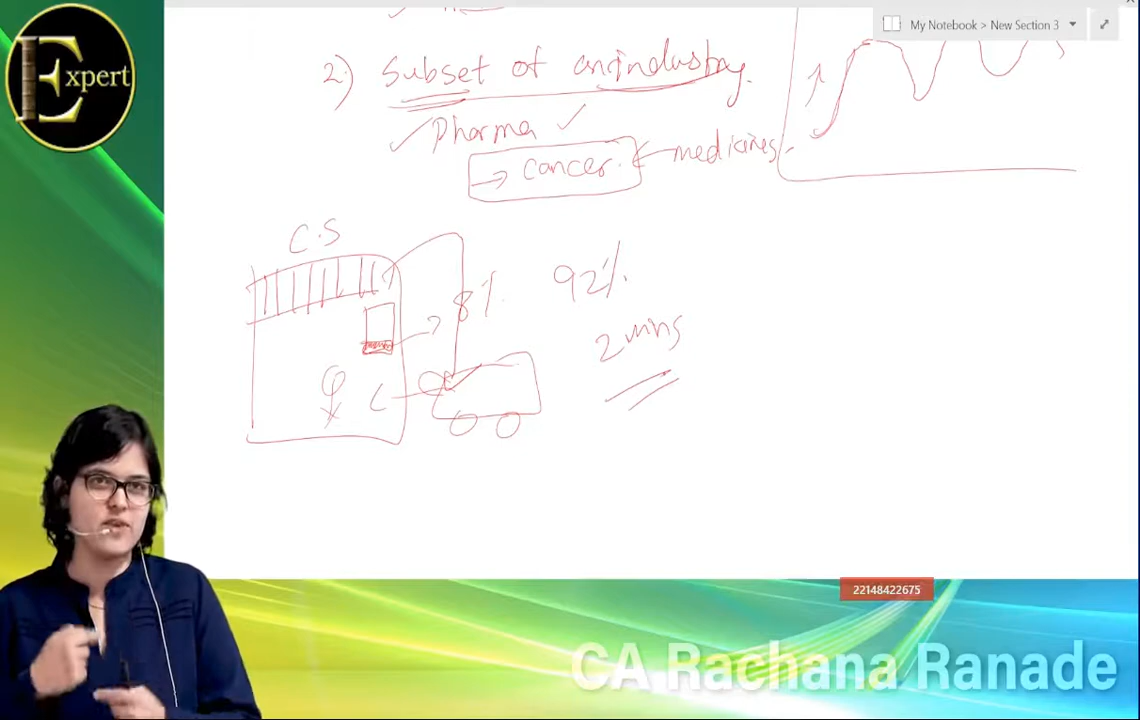 Expert
My Notebook > New Section 3
2.) Subset of an industry.
Pharma
cancer.
medicines
C.S
8%
92%
2 mins
22148422675
CA Rachana Ranade